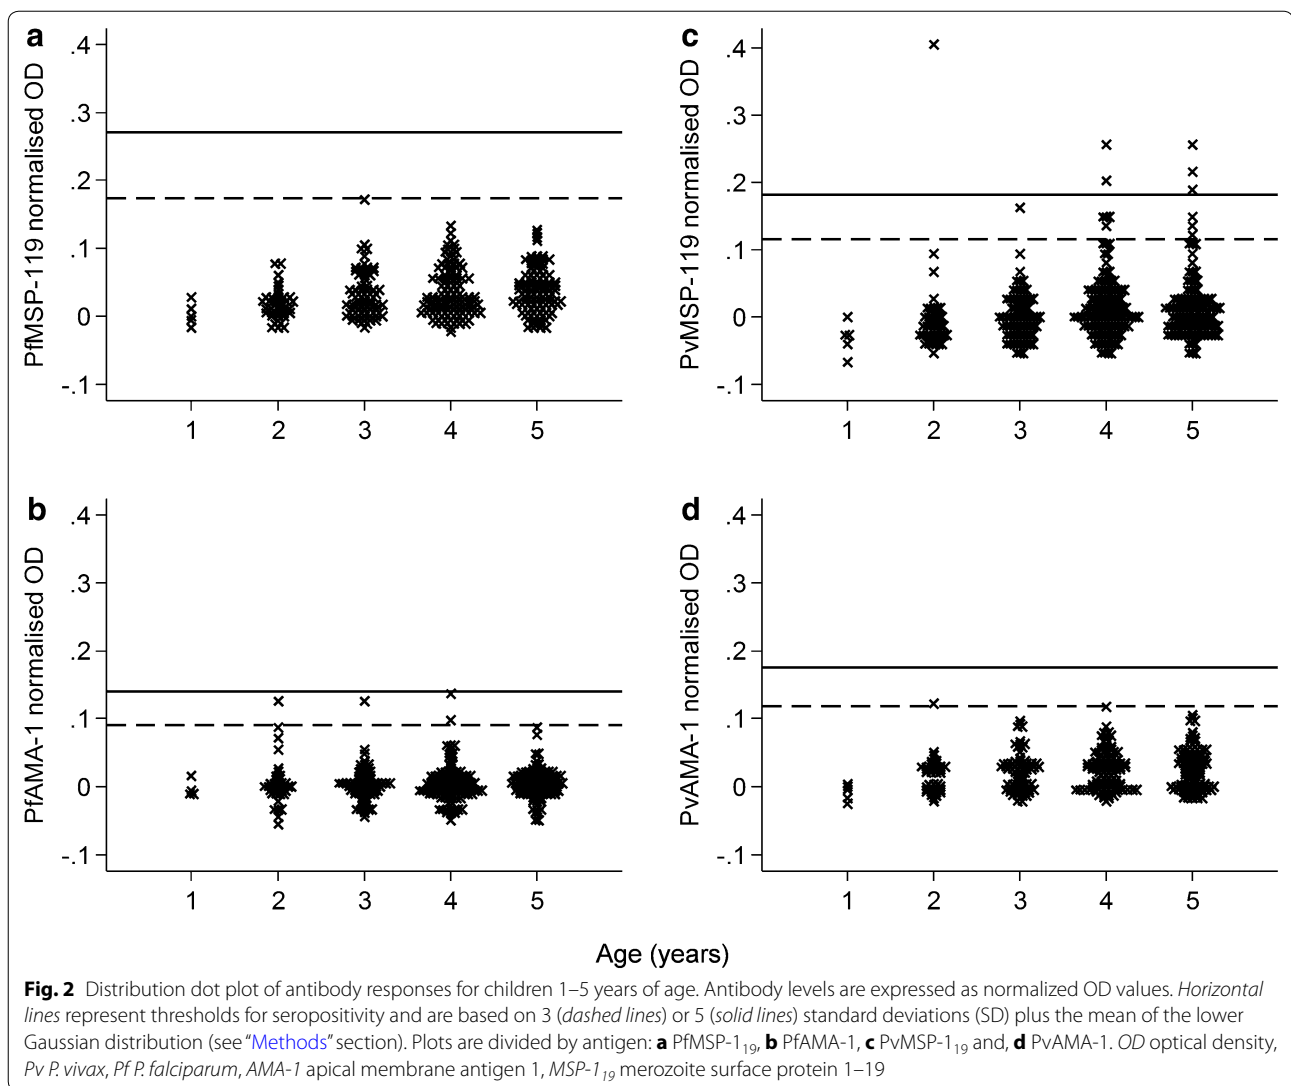 a
PfMSP-119 normalised OD
.4
.3
.2
.1
0
-.1
1 2 3 4 5
c
PvMSP-119 normalised OD
.4
.3
.2
.1
0
-.1
1 2 3 4 5
b
PfAMA-1 normalised OD
.4
.3
.2
.1
0
-.1
1 2 3 4 5
d
PvAMA-1 normalised OD
.4
.3
.2
.1
0
-.1
1 2 3 4 5
Age (years)
Fig. 2 Distribution dot plot of antibody responses for children 1–5 years of age. Antibody levels are expressed as normalized OD values. Horizontal
lines represent thresholds for seropositivity and are based on 3 (dashed lines) or 5 (solid lines) standard deviations (SD) plus the mean of the lower
Gaussian distribution (see “Methods” section). Plots are divided by antigen: a PfMSP-1₁₉, b PfAMA-1, c PvMSP-1₁₉ and, d PvAMA-1. OD optical density,
Pv P. vivax, Pf P. falciparum, AMA-1 apical membrane antigen 1, MSP-1₁₉ merozoite surface protein 1–19